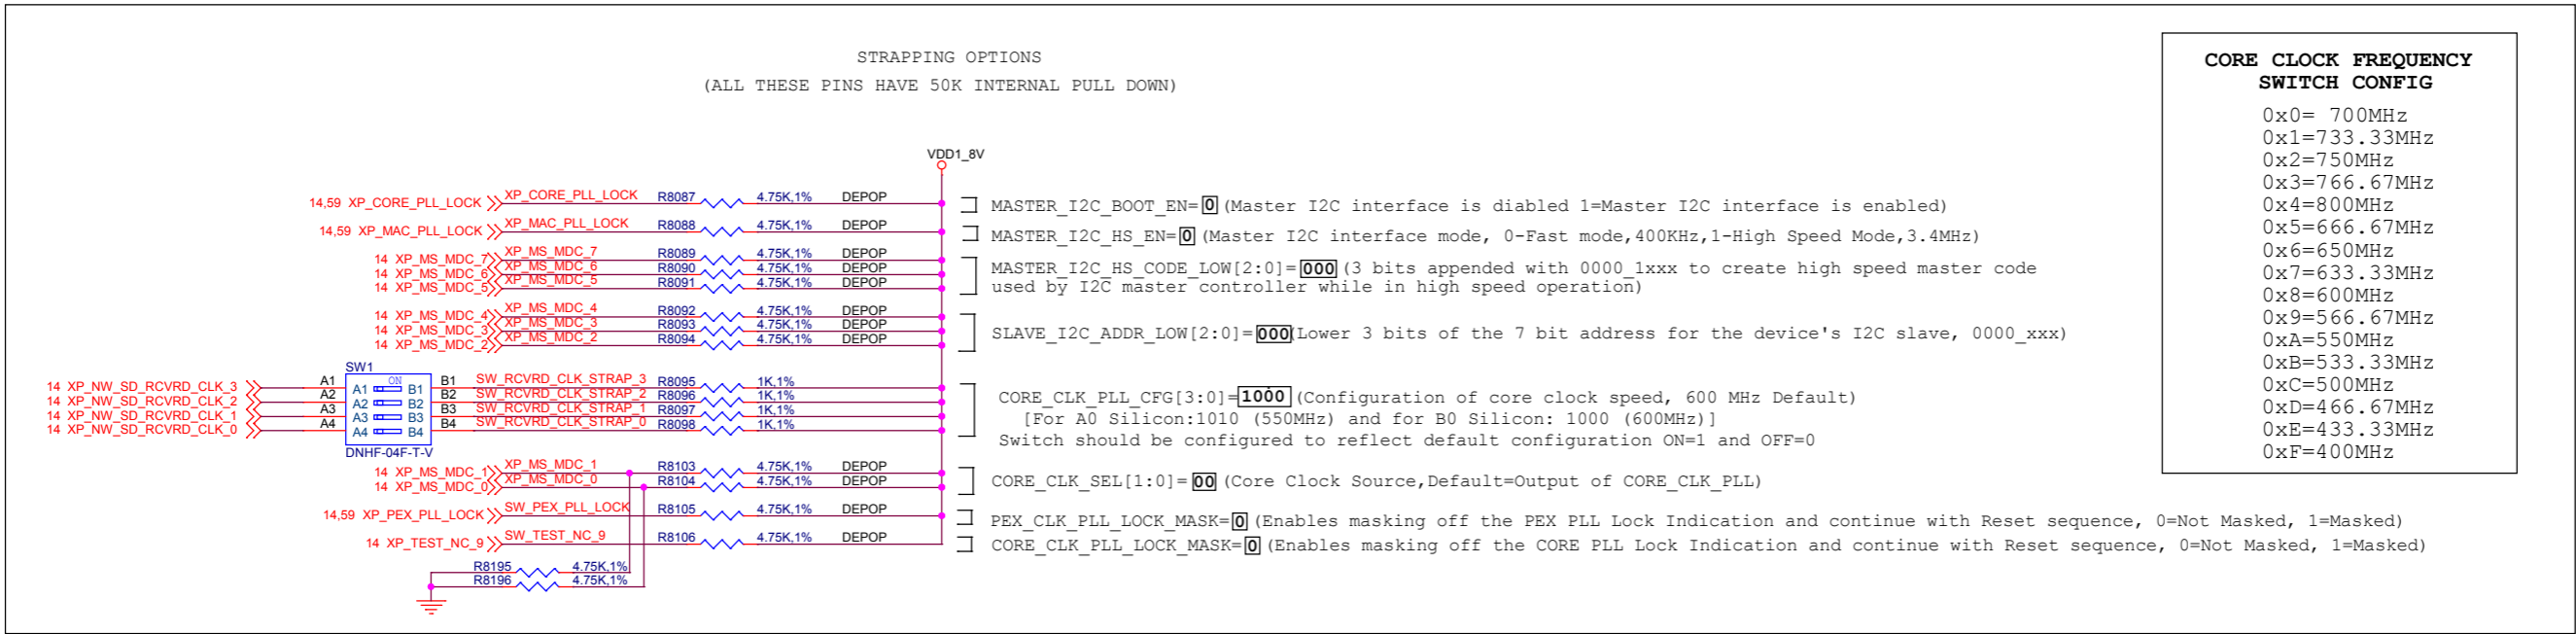 STRAPPING OPTIONS
(ALL THESE PINS HAVE 50K INTERNAL PULL DOWN)
VDD1_8V
14,59 XP_CORE_PLL_LOCK XP_CORE_PLL_LOCK R8087 4.75K,1% DEPOP
MASTER_I2C_BOOT_EN=0 (Master I2C interface is diabled 1=Master I2C interface is enabled)
14,59 XP_MAC_PLL_LOCK XP_MAC_PLL_LOCK R8088 4.75K,1% DEPOP
MASTER_I2C_HS_EN=0 (Master I2C interface mode, 0-Fast mode,400KHz,1-High Speed Mode,3.4MHz)
14 XP_MS_MDC_7 XP_MS_MDC_7 R8089 4.75K,1% DEPOP
14 XP_MS_MDC_6 XP_MS_MDC_6 R8090 4.75K,1% DEPOP
14 XP_MS_MDC_5 XP_MS_MDC_5 R8091 4.75K,1% DEPOP
MASTER_I2C_HS_CODE_LOW[2:0]=000 (3 bits appended with 0000_1xxx to create high speed master code
used by I2C master controller while in high speed operation)
14 XP_MS_MDC_4 XP_MS_MDC_4 R8092 4.75K,1% DEPOP
14 XP_MS_MDC_3 XP_MS_MDC_3 R8093 4.75K,1% DEPOP
14 XP_MS_MDC_2 XP_MS_MDC_2 R8094 4.75K,1% DEPOP
SLAVE_I2C_ADDR_LOW[2:0]=000(Lower 3 bits of the 7 bit address for the device's I2C slave, 0000_xxx)
SW1
ON
14 XP_NW_SD_RCVRD_CLK_3 A1 A1 B1 B1 SW_RCVRD_CLK_STRAP_3 R8095 1K,1%
14 XP_NW_SD_RCVRD_CLK_2 A2 A2 B2 B2 SW_RCVRD_CLK_STRAP_2 R8096 1K,1%
14 XP_NW_SD_RCVRD_CLK_1 A3 A3 B3 B3 SW_RCVRD_CLK_STRAP_1 R8097 1K,1%
14 XP_NW_SD_RCVRD_CLK_0 A4 A4 B4 B4 SW_RCVRD_CLK_STRAP_0 R8098 1K,1%
DNHF-04F-T-V
CORE_CLK_PLL_CFG[3:0]=1000 (Configuration of core clock speed, 600 MHz Default)
[For A0 Silicon:1010 (550MHz) and for B0 Silicon: 1000 (600MHz)]
Switch should be configured to reflect default configuration ON=1 and OFF=0
14 XP_MS_MDC_1 XP_MS_MDC_1 R8103 4.75K,1% DEPOP
14 XP_MS_MDC_0 XP_MS_MDC_0 R8104 4.75K,1% DEPOP
CORE_CLK_SEL[1:0]=00 (Core Clock Source,Default=Output of CORE_CLK_PLL)
14,59 XP_PEX_PLL_LOCK SW_PEX_PLL_LOCK R8105 4.75K,1% DEPOP
PEX_CLK_PLL_LOCK_MASK=0 (Enables masking off the PEX PLL Lock Indication and continue with Reset sequence, 0=Not Masked, 1=Masked)
14 XP_TEST_NC_9 SW_TEST_NC_9 R8106 4.75K,1% DEPOP
CORE_CLK_PLL_LOCK_MASK=0 (Enables masking off the CORE PLL Lock Indication and continue with Reset sequence, 0=Not Masked, 1=Masked)
R8195 4.75K,1%
R8196 4.75K,1%
CORE CLOCK FREQUENCY
SWITCH CONFIG
0x0= 700MHz
0x1=733.33MHz
0x2=750MHz
0x3=766.67MHz
0x4=800MHz
0x5=666.67MHz
0x6=650MHz
0x7=633.33MHz
0x8=600MHz
0x9=566.67MHz
0xA=550MHz
0xB=533.33MHz
0xC=500MHz
0xD=466.67MHz
0xE=433.33MHz
0xF=400MHz